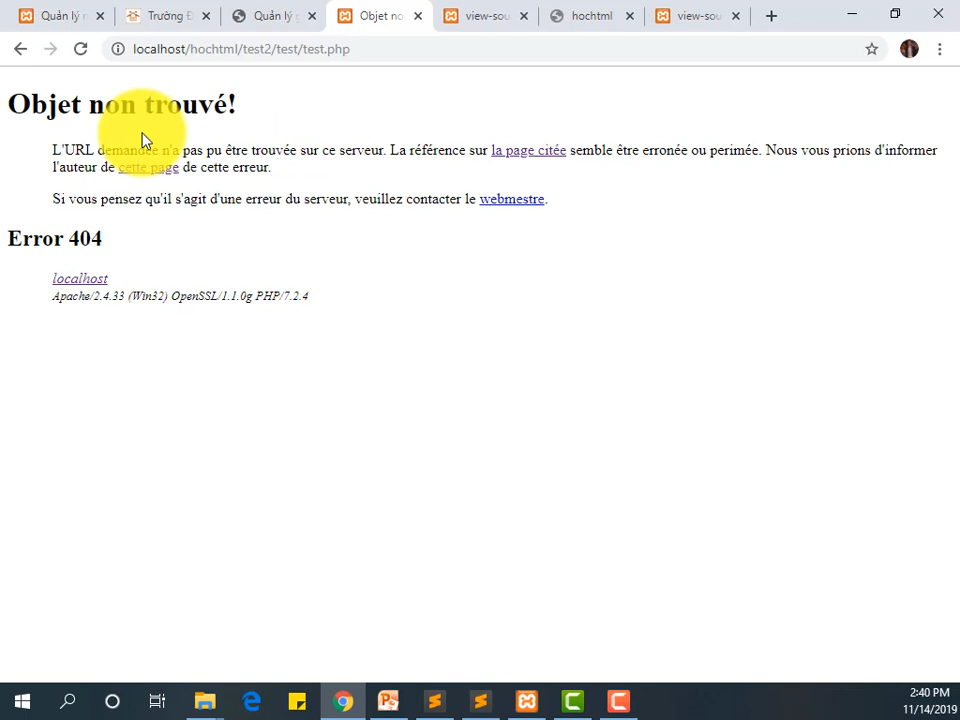 Quản lý
Trường
Quản lý
Objet no
view-sou
hochtml
view-sou
localhost/hochtml/test2/test/test.php
Objet non trouvé!
L'URL demandée n'a pas pu être trouvée sur ce serveur. La référence sur la page citée semble être erronée ou perimée. Nous vous prions d'informer
l'auteur de cette page de cette erreur.
Si vous pensez qu'il s'agit d'une erreur du serveur, veuillez contacter le webmestre.
Error 404
localhost
Apache/2.4.33 (Win32) OpenSSL/1.1.0g PHP/7.2.4
2:40 PM
11/14/2019